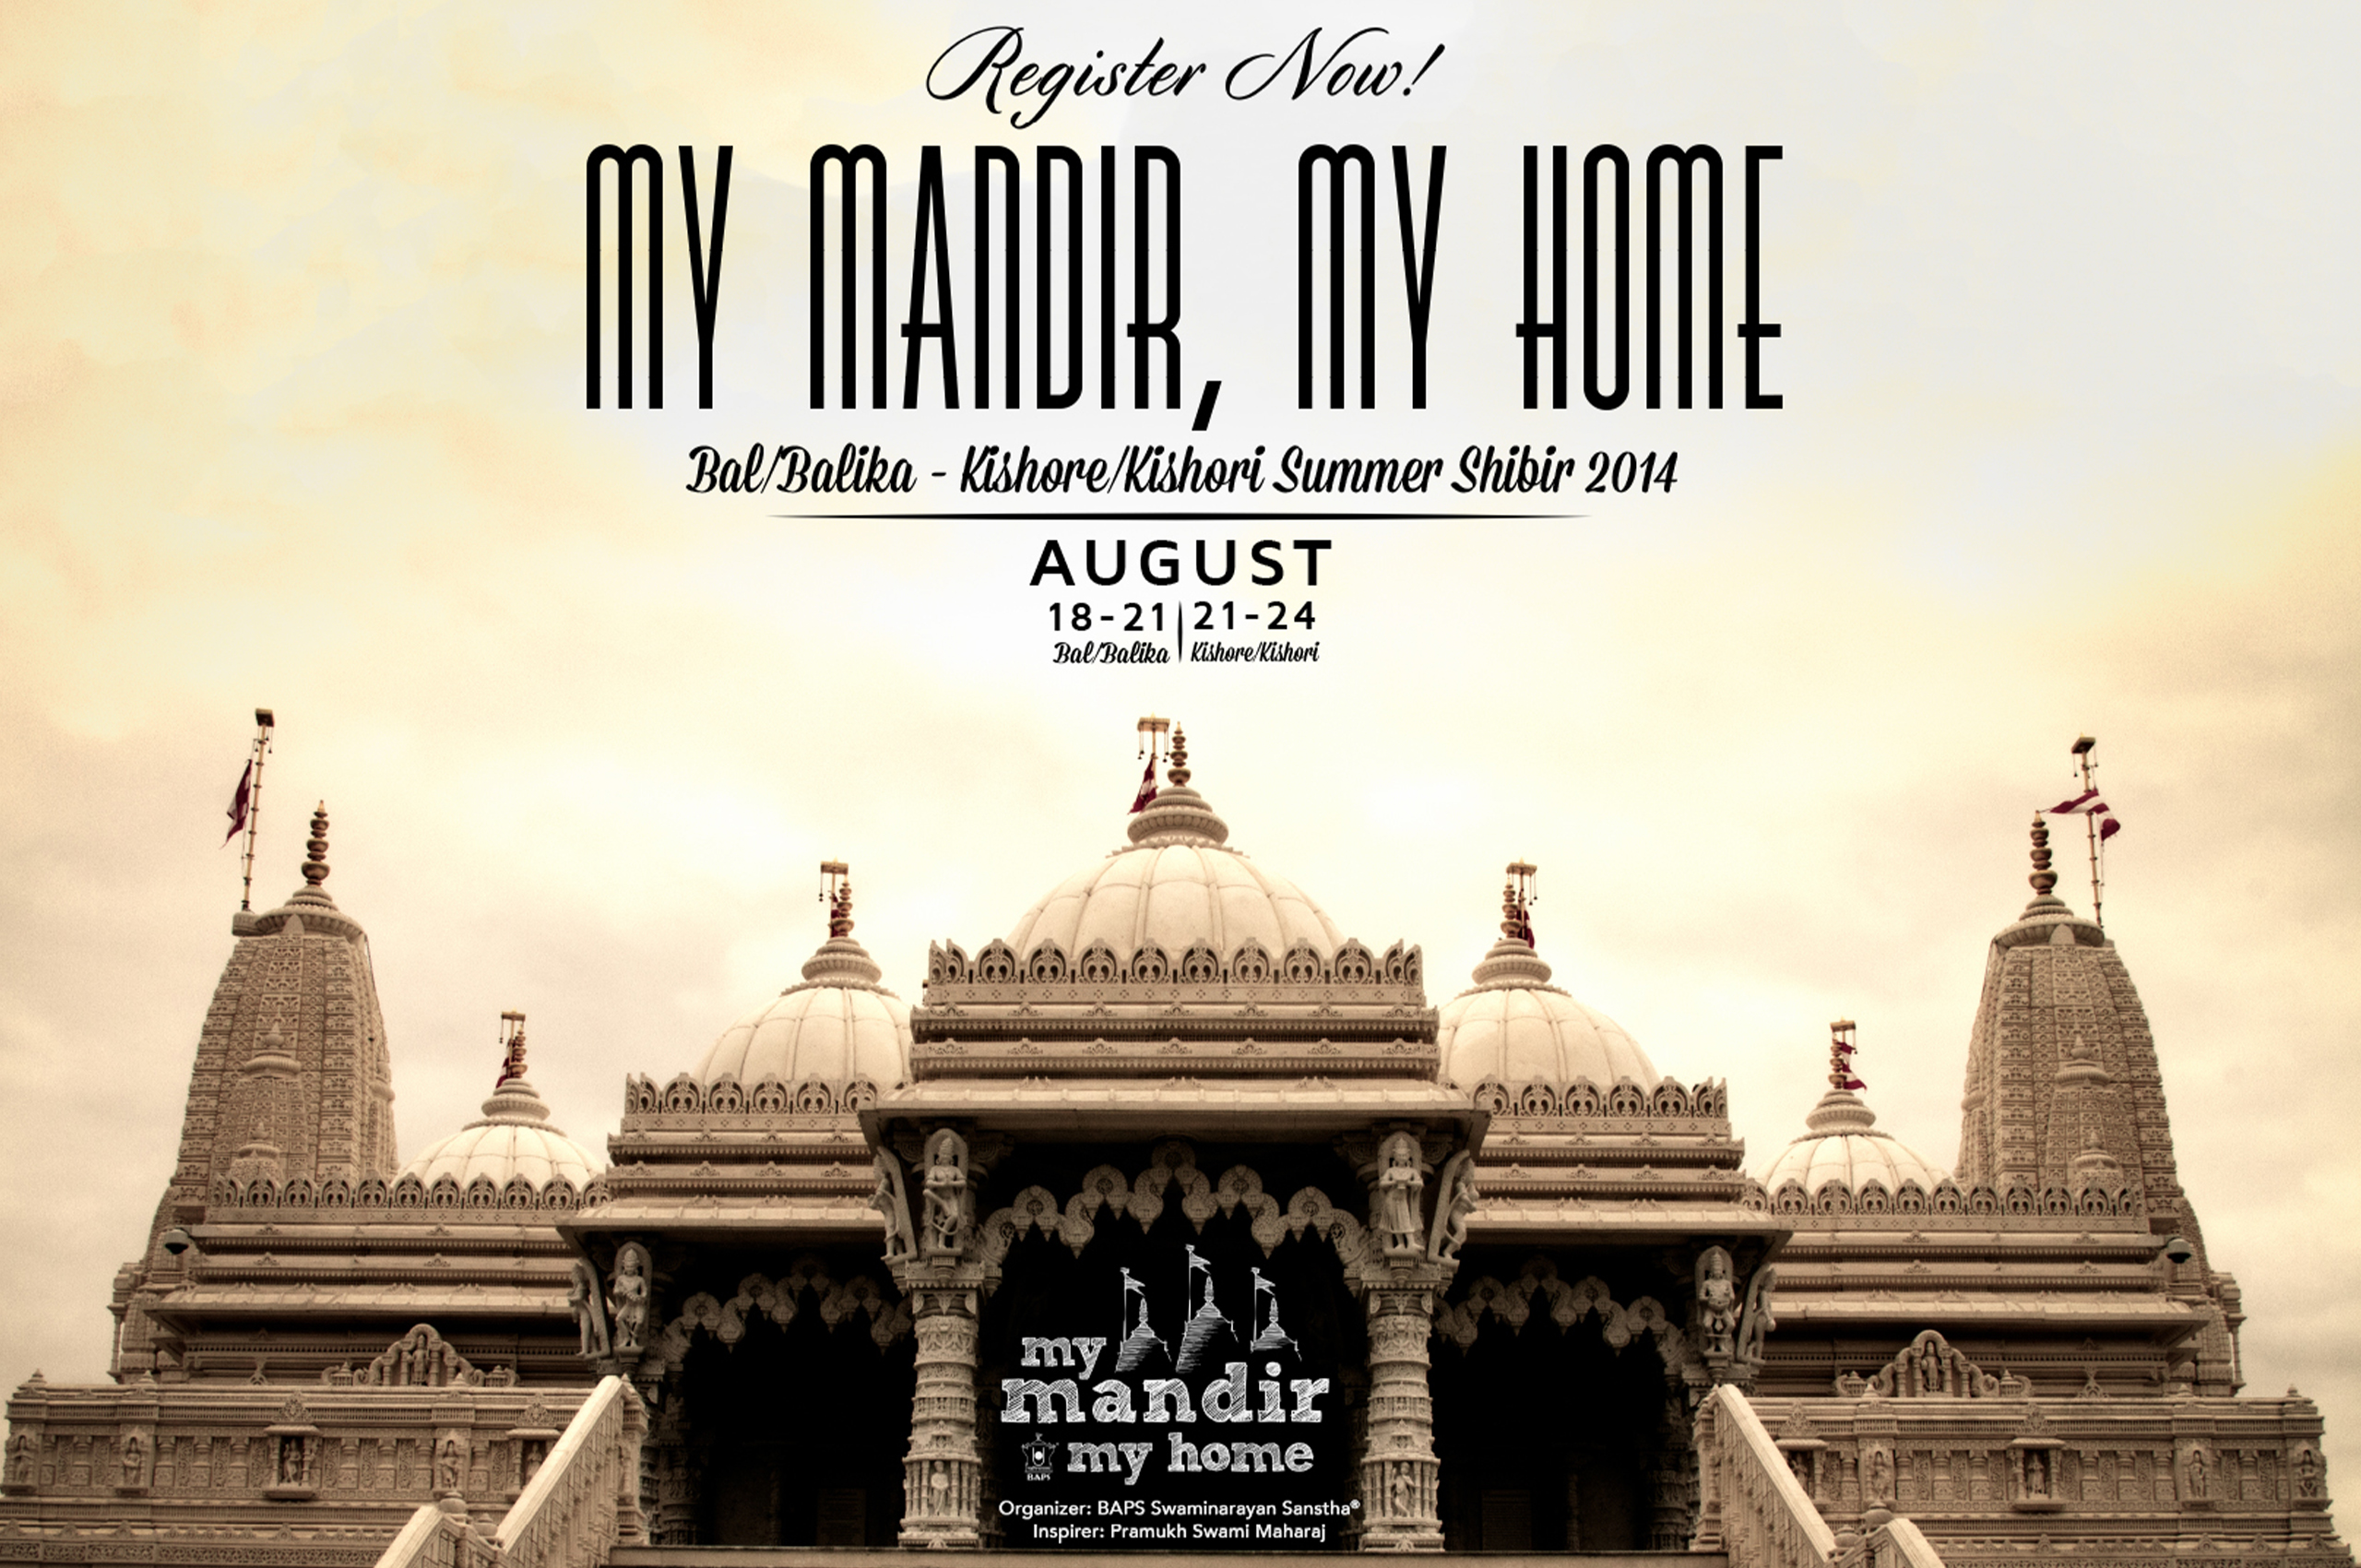 Register Now!
MY MANDIR, MY HOME
Bal/Balika - Kishore/Kishori Summer Shibir 2014
AUGUST
18-21 | 21-24
Bal/Balika | Kishore/Kishori
my
mandir
BAPS my home
Organizer: BAPS Swaminarayan Sanstha®
Inspirer: Pramukh Swami Maharaj